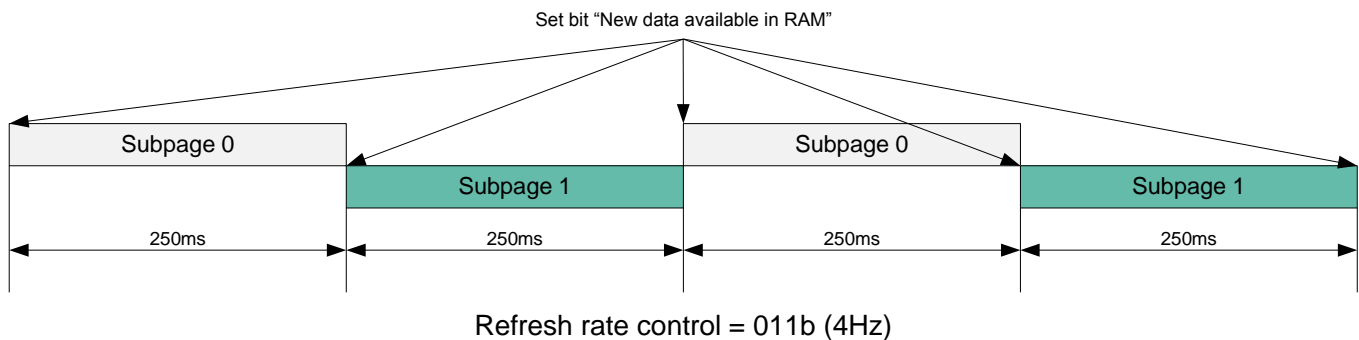 Set bit “New data available in RAM”
Subpage 0
Subpage 0
Subpage 1
Subpage 1
250ms
250ms
250ms
250ms
Refresh rate control = 011b (4Hz)